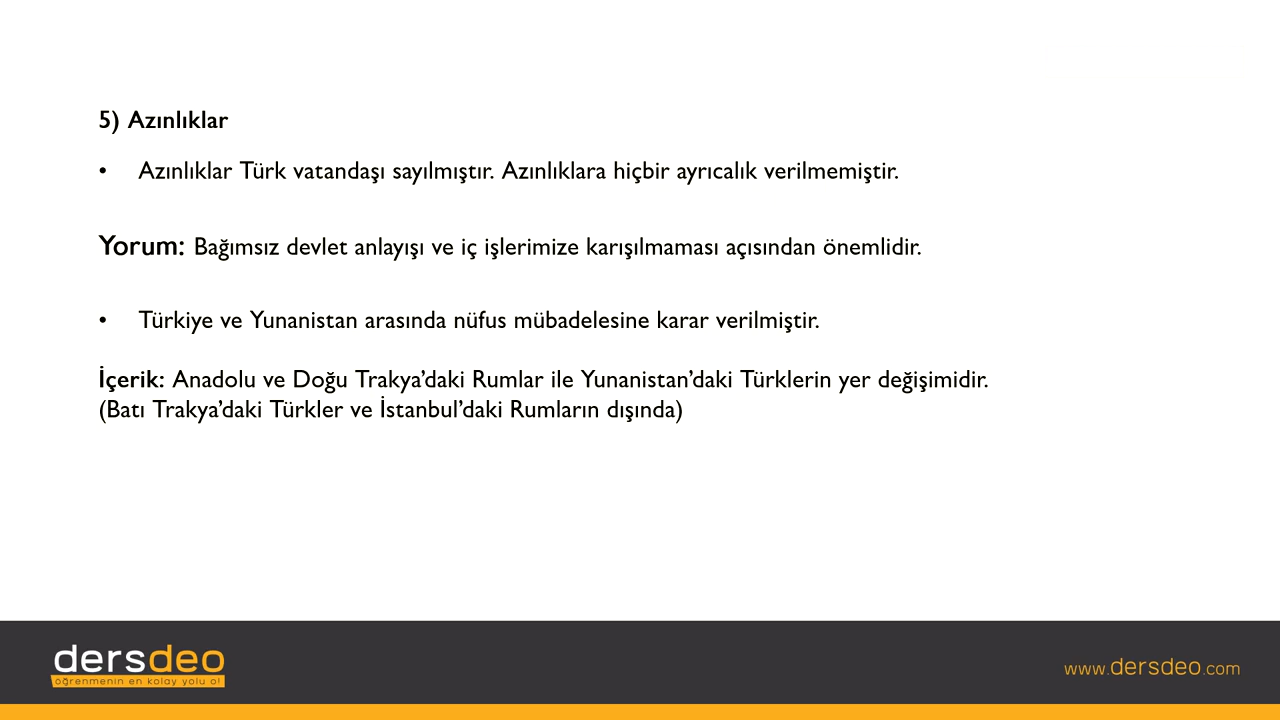 5) Azınlıklar
• Azınlıklar Türk vatandaşı sayılmıştır. Azınlıklara hiçbir ayrıcalık verilmemiştir.
Yorum: Bağımsız devlet anlayışı ve iç işlerimize karışılmaması açısından önemlidir.
• Türkiye ve Yunanistan arasında nüfus mübadelesine karar verilmiştir.
İçerik: Anadolu ve Doğu Trakya’daki Rumlar ile Yunanistan’daki Türklerin yer değişimidir.
(Batı Trakya’daki Türkler ve İstanbul’daki Rumların dışında)
dersdeo
öğrenmenin en kolay yolu o!
www.dersdeo.com